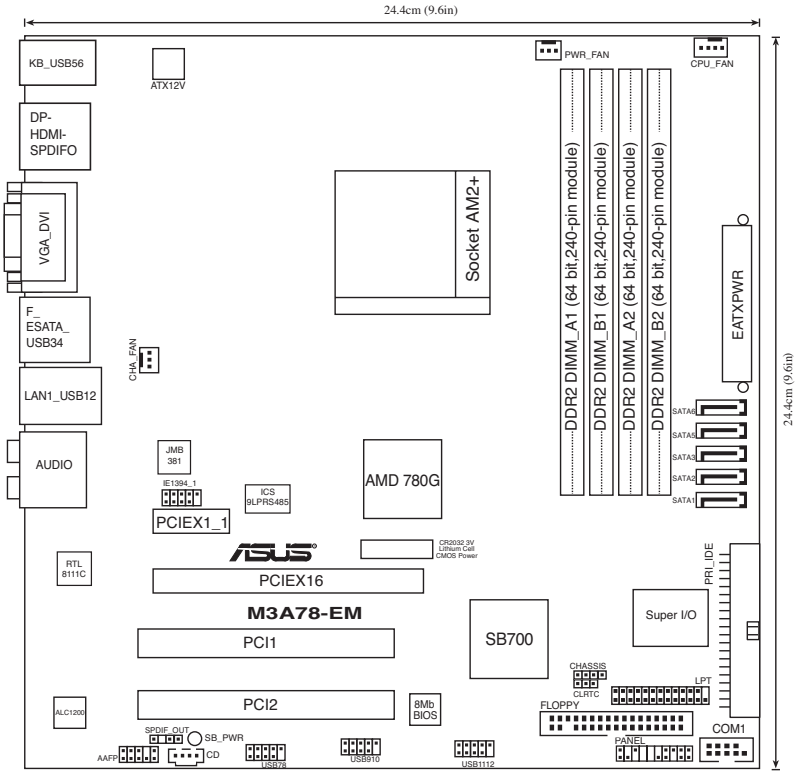 24.4cm (9.6in)
KB_USB56
ATX12V
PWR_FAN
CPU_FAN
DP-
HDMI-
SPDIFO
VGA_DVI
Socket AM2+
DDR2 DIMM_A1 (64 bit,240-pin module)
DDR2 DIMM_B1 (64 bit,240-pin module)
DDR2 DIMM_A2 (64 bit,240-pin module)
DDR2 DIMM_B2 (64 bit,240-pin module)
EATXPWR
24.4cm (9.6in)
F_
ESATA_
USB34
CHA_FAN
LAN1_USB12
SATA6
SATA5
SATA3
SATA2
SATA1
AUDIO
JMB
381
IE1394_1
ICS
9LPRS485
AMD 780G
PCIEX1_1
ASUS®
CR2032 3V
Lithium Cell
CMOS Power
PRI_IDE
RTL
8111C
PCIEX16
M3A78-EM
Super I/O
PCI1
SB700
CHASSIS
CLRTC
LPT
PCI2
8Mb
BIOS
ALC1200
FLOPPY
SPDIF_OUT
SB_PWR
COM1
PANEL
AAFP
CD
USB78
USB910
USB1112